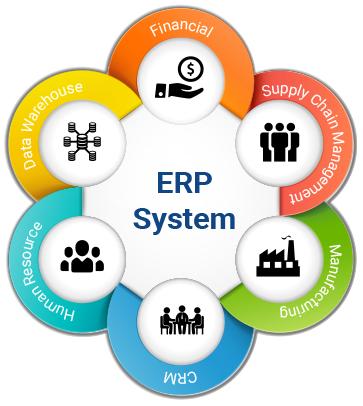 Financial
Supply Chain Management
Manufacturing
CRM
Human Resource
Data Warehouse
ERP
System
$